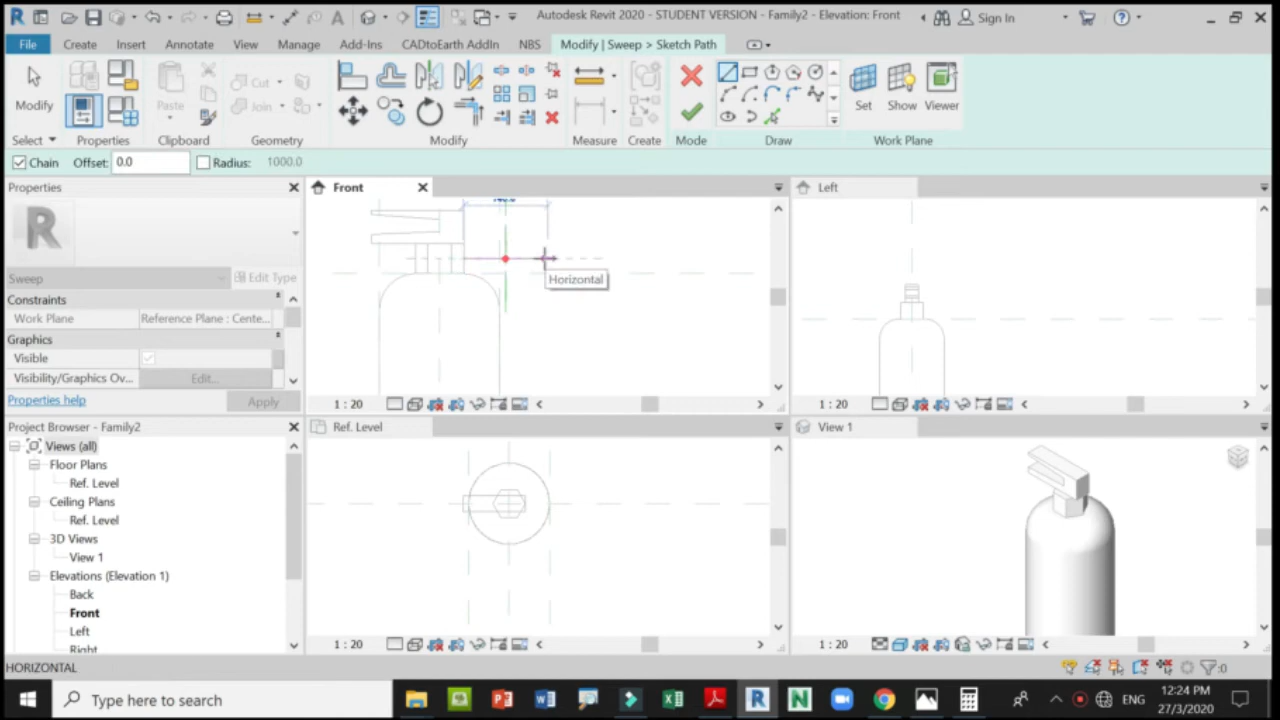 Autodesk Revit 2020 - STUDENT VERSION - Family2 - Elevation: Front
Sign In
File Create Insert Annotate View Manage Add-Ins CADtoEarth AddIn NBS Modify | Sweep > Sketch Path
Modify Paste Cut Join Set Show Viewer
Select Properties Clipboard Geometry Modify Measure Create Mode Draw Work Plane
Chain Offset: 0.0 Radius: 1000.0
Properties
Front
Left
Horizontal
Sweep
Edit Type
Constraints
Work Plane Reference Plane : Cente...
Graphics
Visible
Visibility/Graphics Ov... Edit...
Properties help Apply
1 : 20
1 : 20
Project Browser - Family2
Ref. Level
View 1
Views (all)
Floor Plans
Ref. Level
Ceiling Plans
Ref. Level
3D Views
View 1
Elevations (Elevation 1)
Back
Front
Left
Right
1 : 20
1 : 20
HORIZONTAL
:0
Type here to search
ENG
12:24 PM
27/3/2020